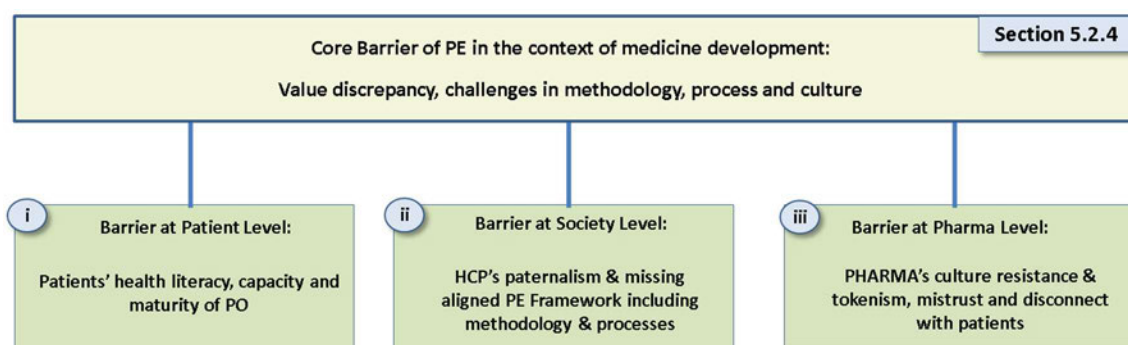 Section 5.2.4
Core Barrier of PE in the context of medicine development:
Value discrepancy, challenges in methodology, process and culture
i
Barrier at Patient Level:
Patients' health literacy, capacity and
maturity of PO
ii
Barrier at Society Level:
HCP's paternalism & missing
aligned PE Framework including
methodology & processes
iii
Barrier at Pharma Level:
PHARMA's culture resistance &
tokenism, mistrust and disconnect
with patients